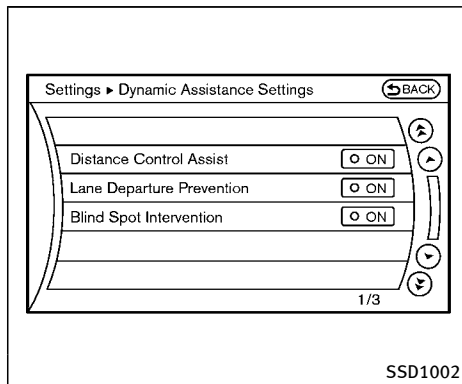 Settings ▸ Dynamic Assistance Settings BACK
Distance Control Assist ON
Lane Departure Prevention ON
Blind Spot Intervention ON
1/3
SSD1002